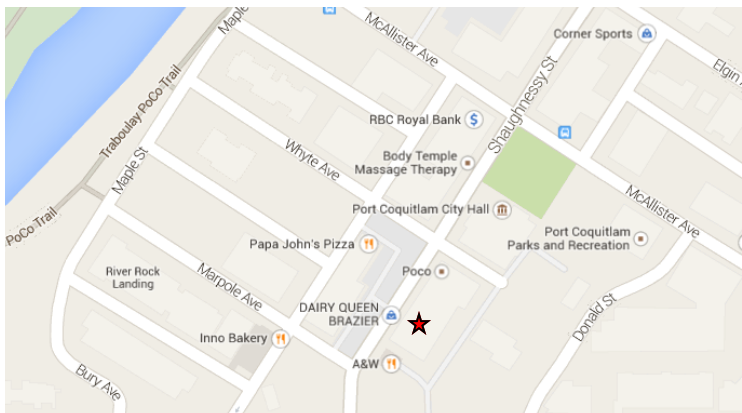 Maple
McAllister Ave
Corner Sports
Elgin
Traboulay PoCo Trail
RBC Royal Bank
$
Shaughnessy St
Whyte Ave
Body Temple
Massage Therapy
Maple St
McAllister Ave
PoCo Trail
Port Coquitlam City Hall
Papa John's Pizza
Port Coquitlam
Parks and Recreation
River Rock
Landing
Marpole Ave
Poco
DAIRY QUEEN
BRAZIER
Donald St
Inno Bakery
A&W
Bury Ave